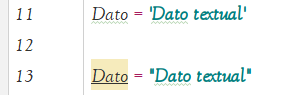 11 Dato = 'Dato textual'
12
13 Dato = "Dato textual"